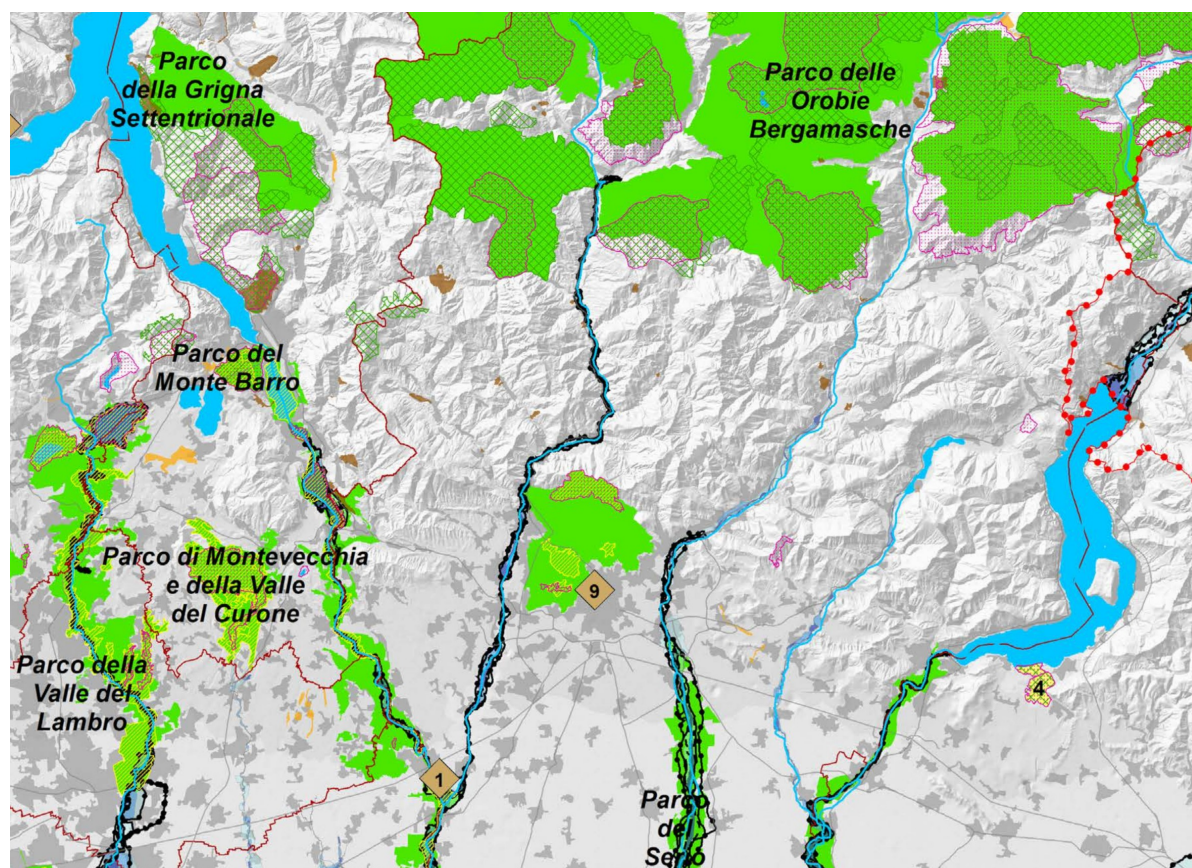 Parco
della Grigna
Settentrionale
Parco delle
Orobie
Bergamasche
Parco del
Monte Barro
Parco di Montevecchia
e della Valle
del Curone
9
Parco della
Valle del
Lambro
4
1
Parco
del
Serio